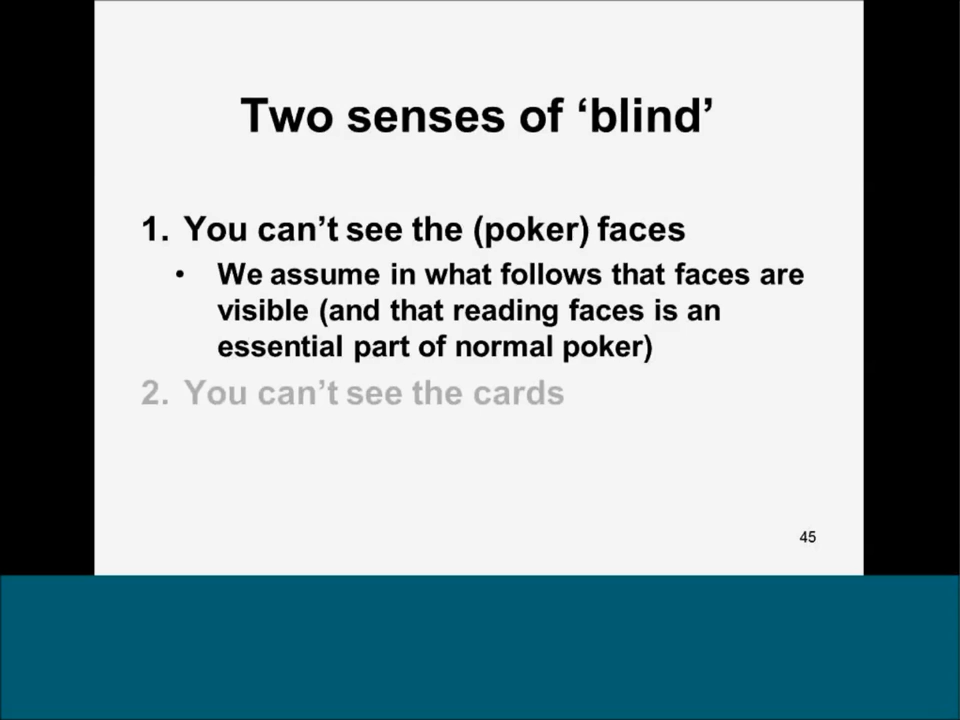 Two senses of ‘blind’
1. You can’t see the (poker) faces
• We assume in what follows that faces are
visible (and that reading faces is an
essential part of normal poker)
2. You can’t see the cards
45